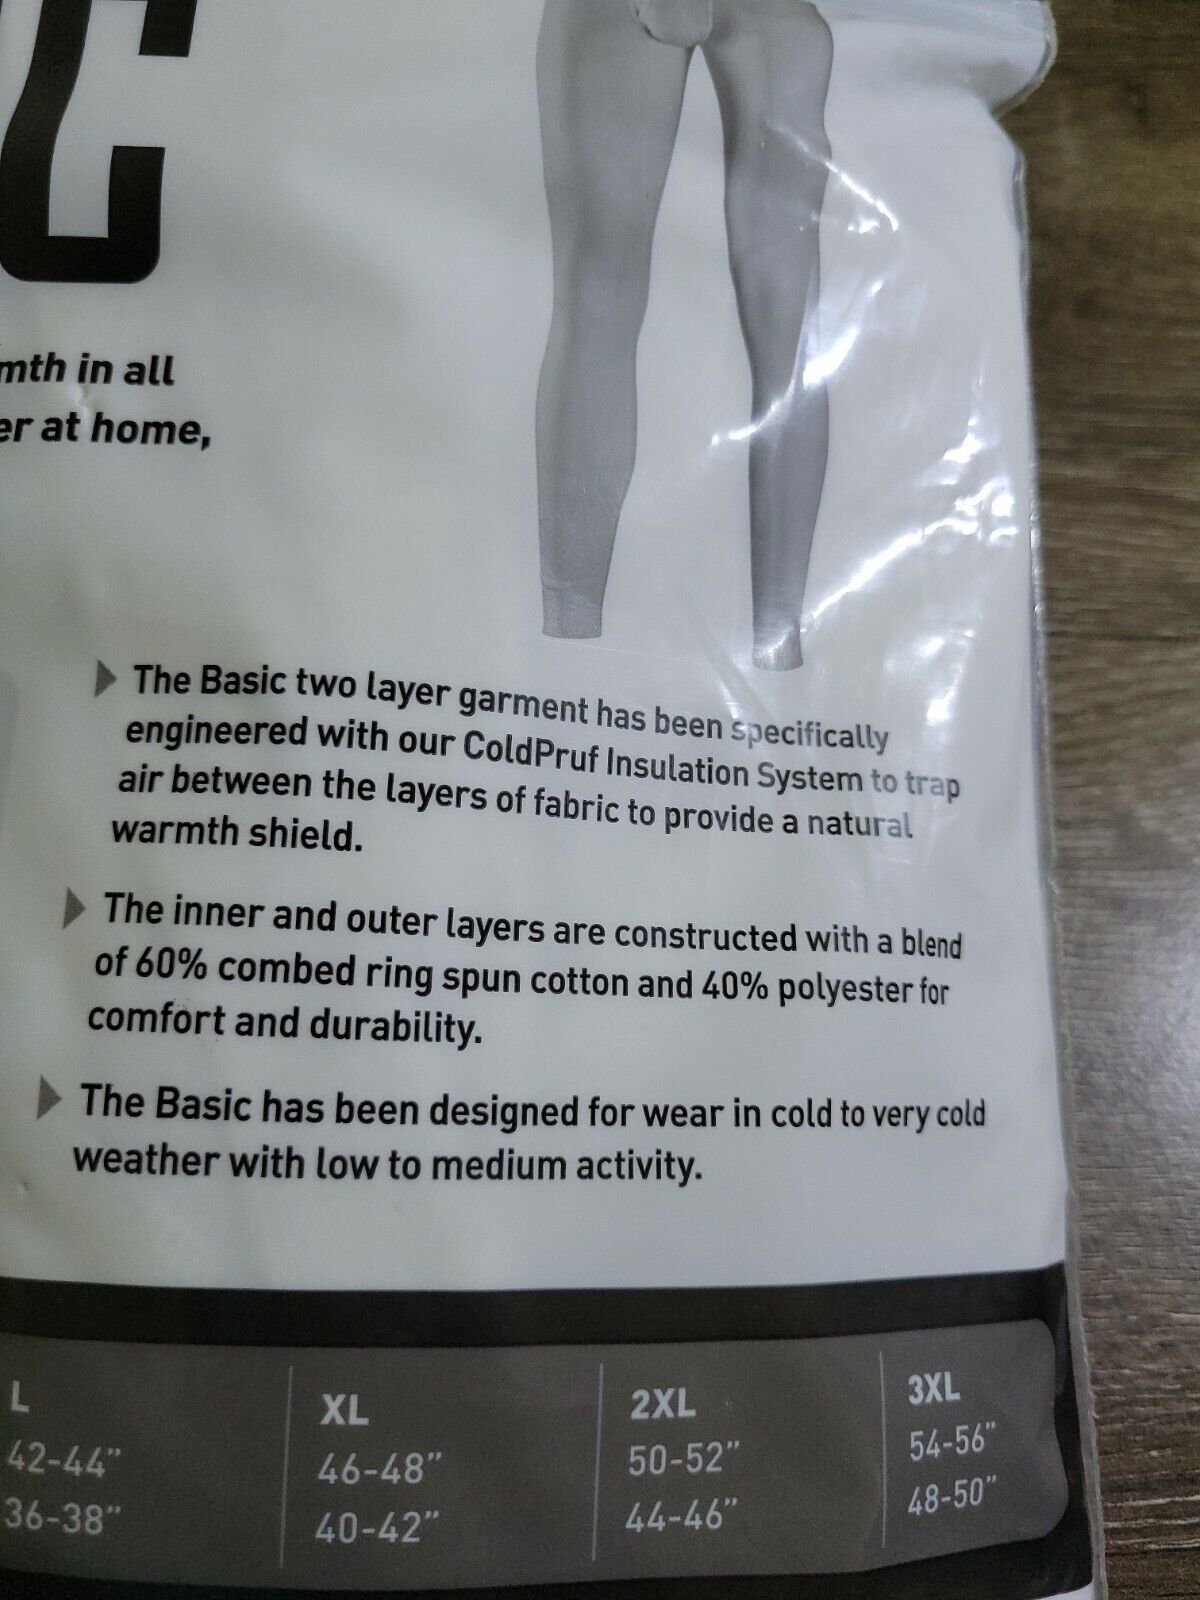 C
mth in all
er at home,
The Basic two layer garment has been specifically
engineered with our ColdPruf Insulation System to trap
air between the layers of fabric to provide a natural
warmth shield.
The inner and outer layers are constructed with a blend
of 60% combed ring spun cotton and 40% polyester for
comfort and durability.
The Basic has been designed for wear in cold to very cold
weather with low to medium activity.
L XL 2XL 3XL
42-44" 46-48" 50-52" 54-56"
36-38" 40-42" 44-46" 48-50"